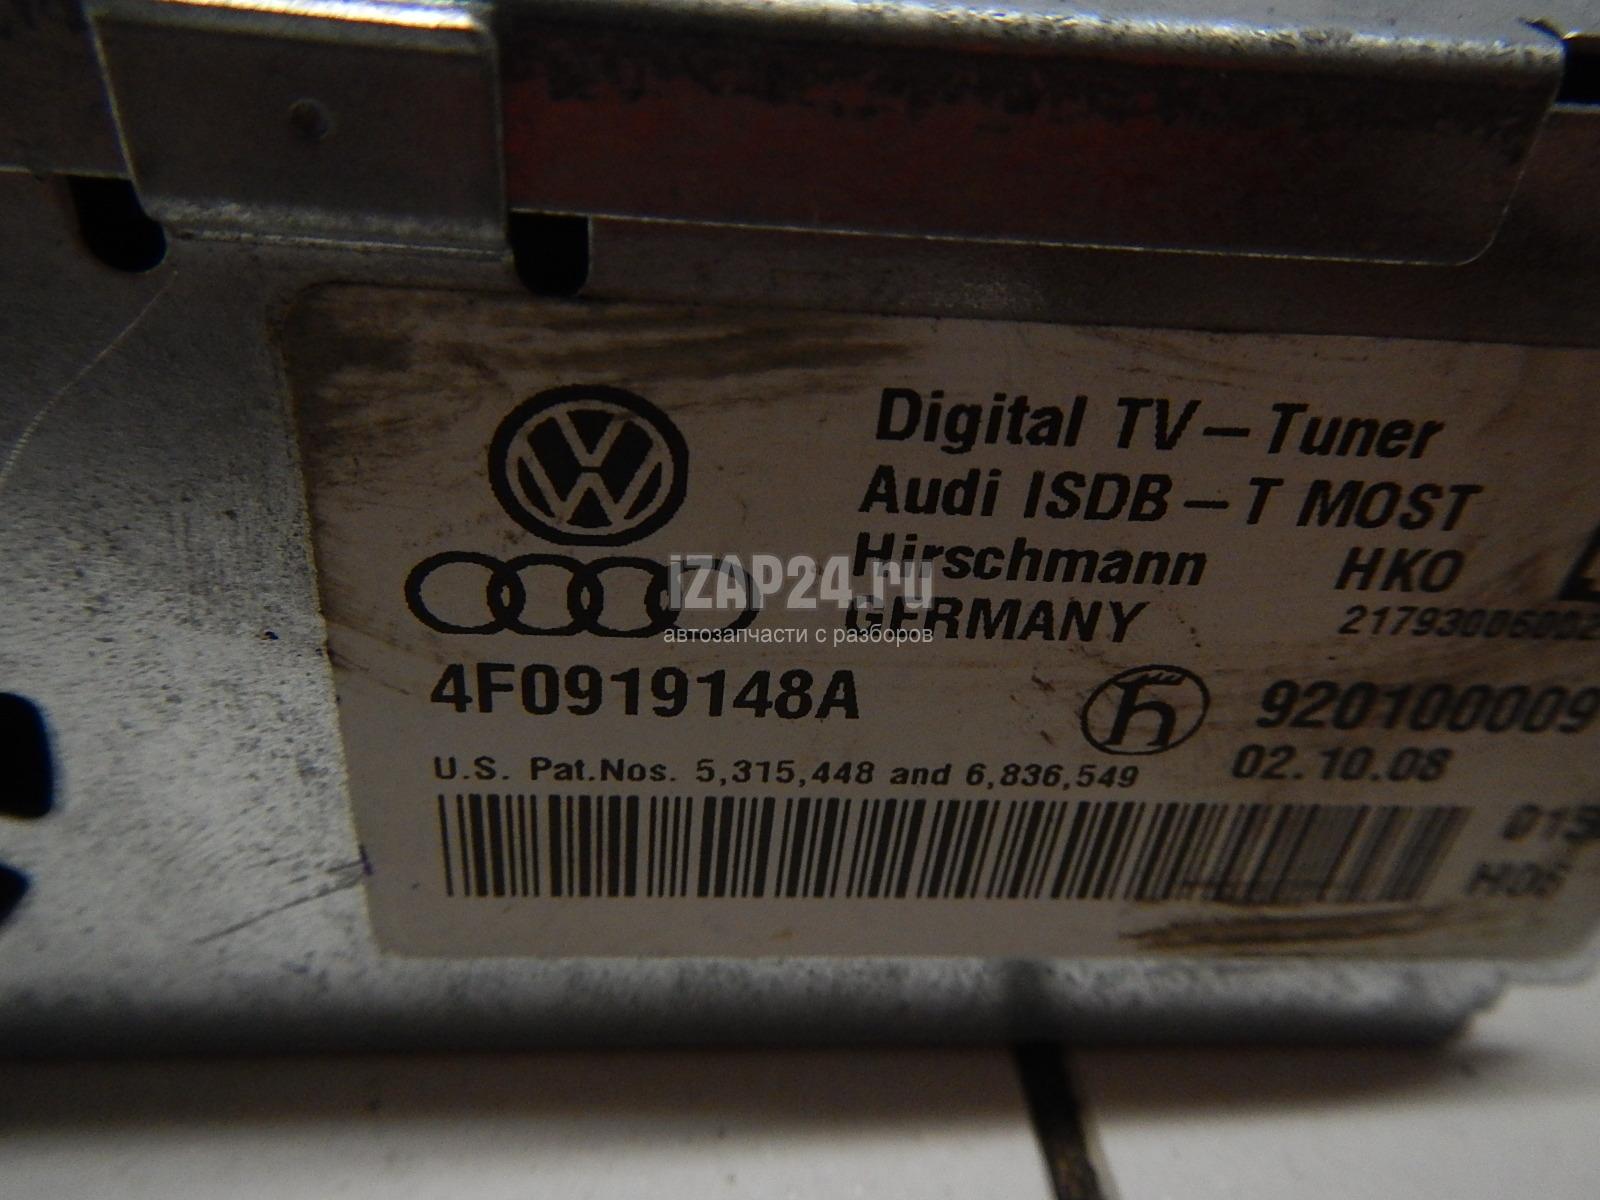 Digital TV-Tuner
Audi ISDB-T MOST
Hirschmann HKO
GERMANY
iZAP24.ru
автозапчасти с разборов
4F0919148A
920100009
U.S. Pat.Nos. 5,315,448 and 6,836,549
02.10.08